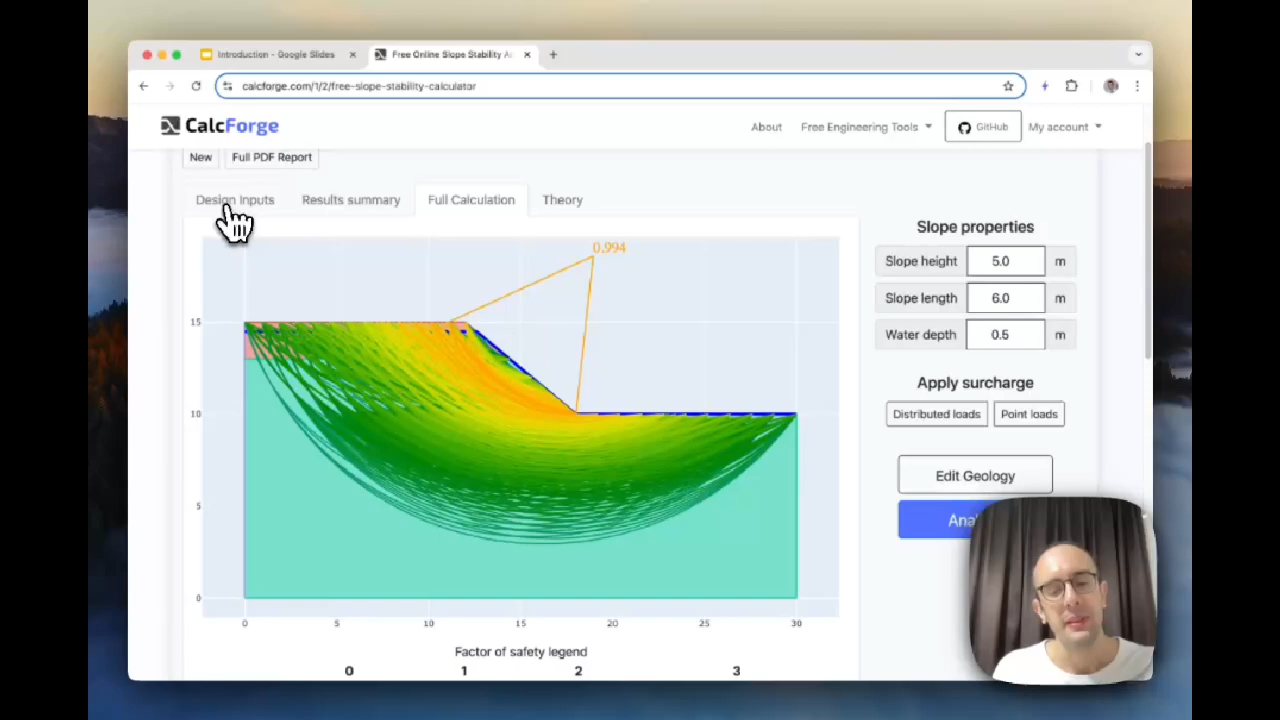 Introduction - Google Slides
Free Online Slope Stability
calcforge.com/1/2/free-slope-stability-calculator
CalcForge
About
Free Engineering Tools
GitHub
My account
New
Full PDF Report
Design Inputs
Results summary
Full Calculation
Theory
0.994
15
10
5
0
0
5
10
15
20
25
30
Factor of safety legend
0
1
2
3
Slope properties
Slope height 5.0 m
Slope length 6.0 m
Water depth 0.5 m
Apply surcharge
Distributed loads
Point loads
Edit Geology
Ana